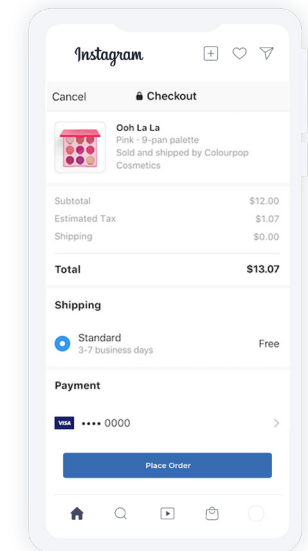 Instagram
Cancel Checkout
Ooh La La
Pink - 9-pan palette
Sold and shipped by Colourpop
Cosmetics
Subtotal $12.00
Estimated Tax $1.07
Shipping $0.00
Total $13.07
Shipping
Standard Free
3-7 business days
Payment
VISA •••• 0000
Place Order